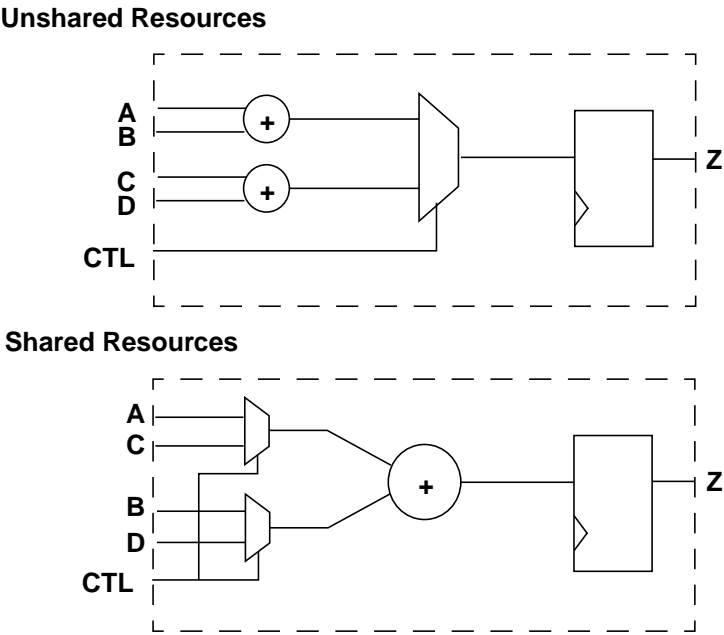 Unshared Resources
A
B
+
C
D
+
CTL
Z
Shared Resources
A
C
+
B
D
CTL
Z